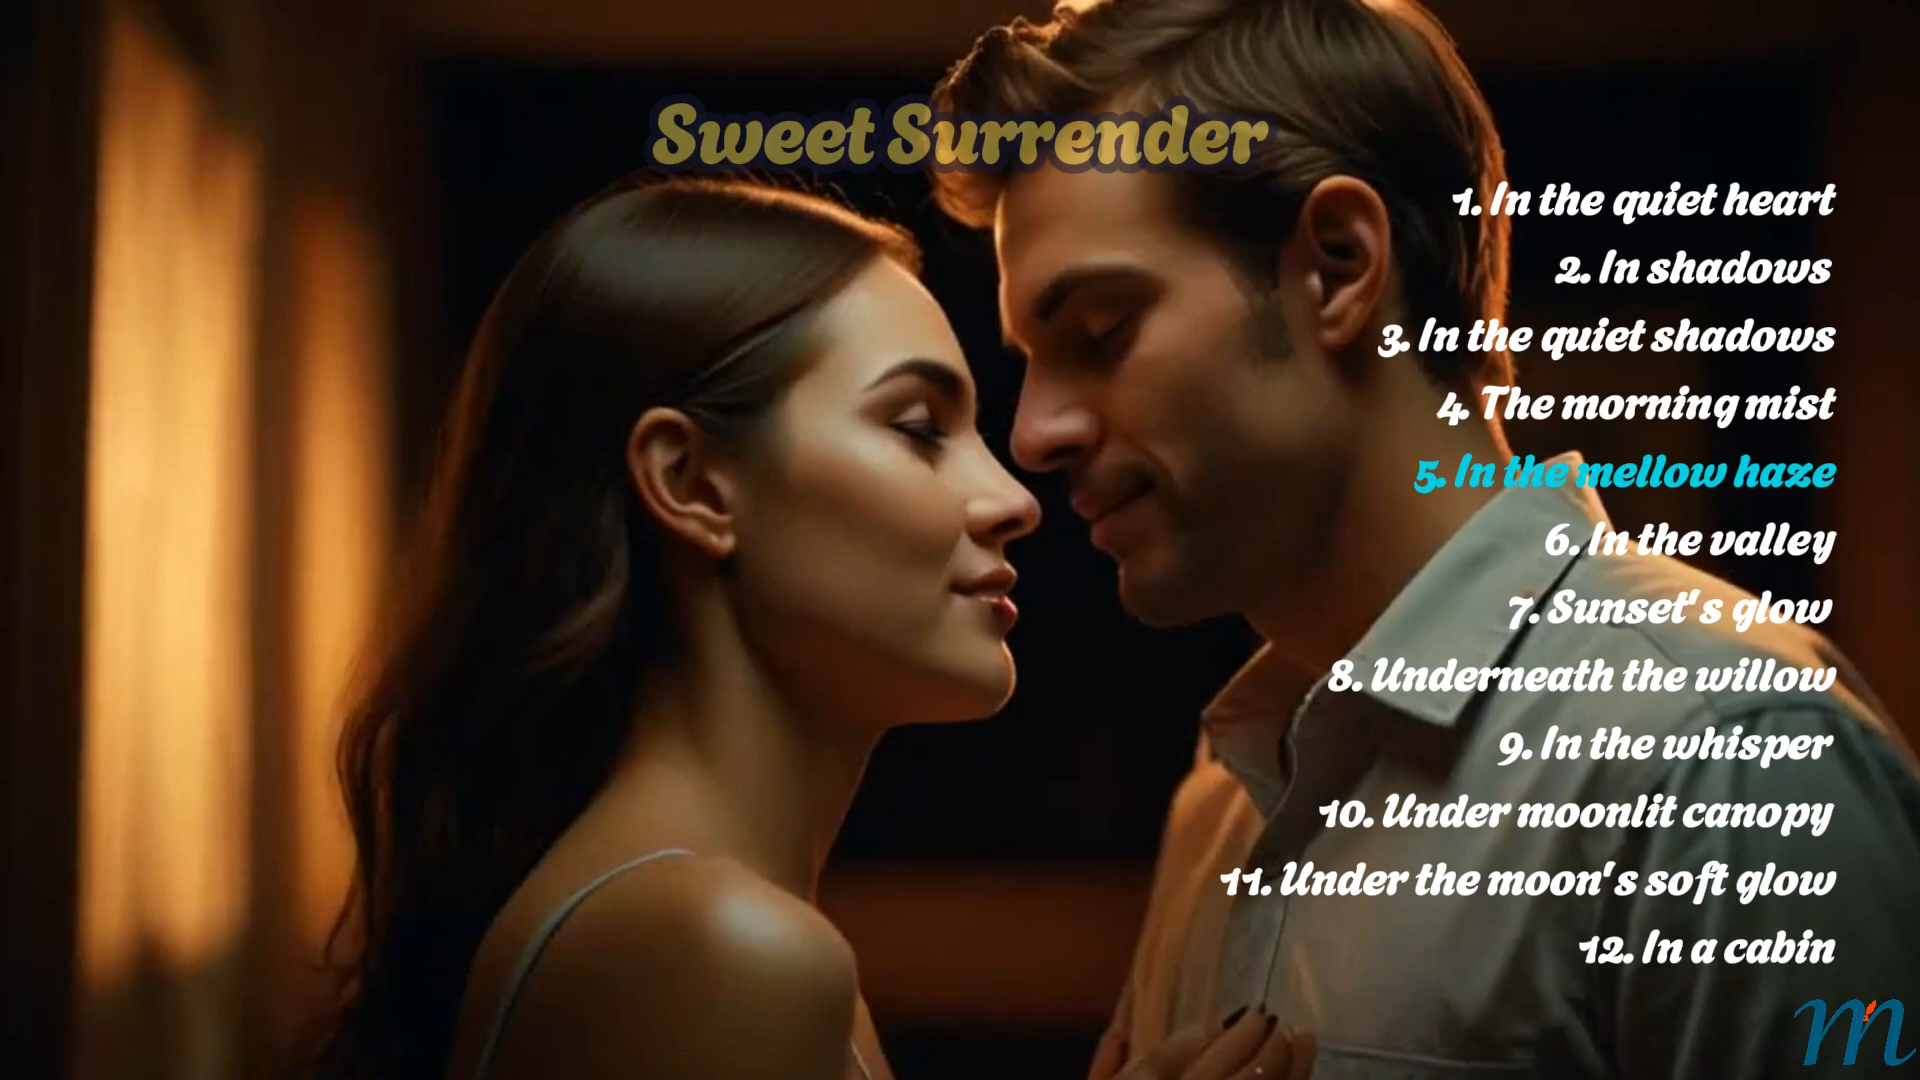 Sweet Surrender
1. In the quiet heart
2. In shadows
3. In the quiet shadows
4. The morning mist
5. In the mellow haze
6. In the valley
7. Sunset's glow
8. Underneath the willow
9. In the whisper
10. Under moonlit canopy
11. Under the moon's soft glow
12. In a cabin
m